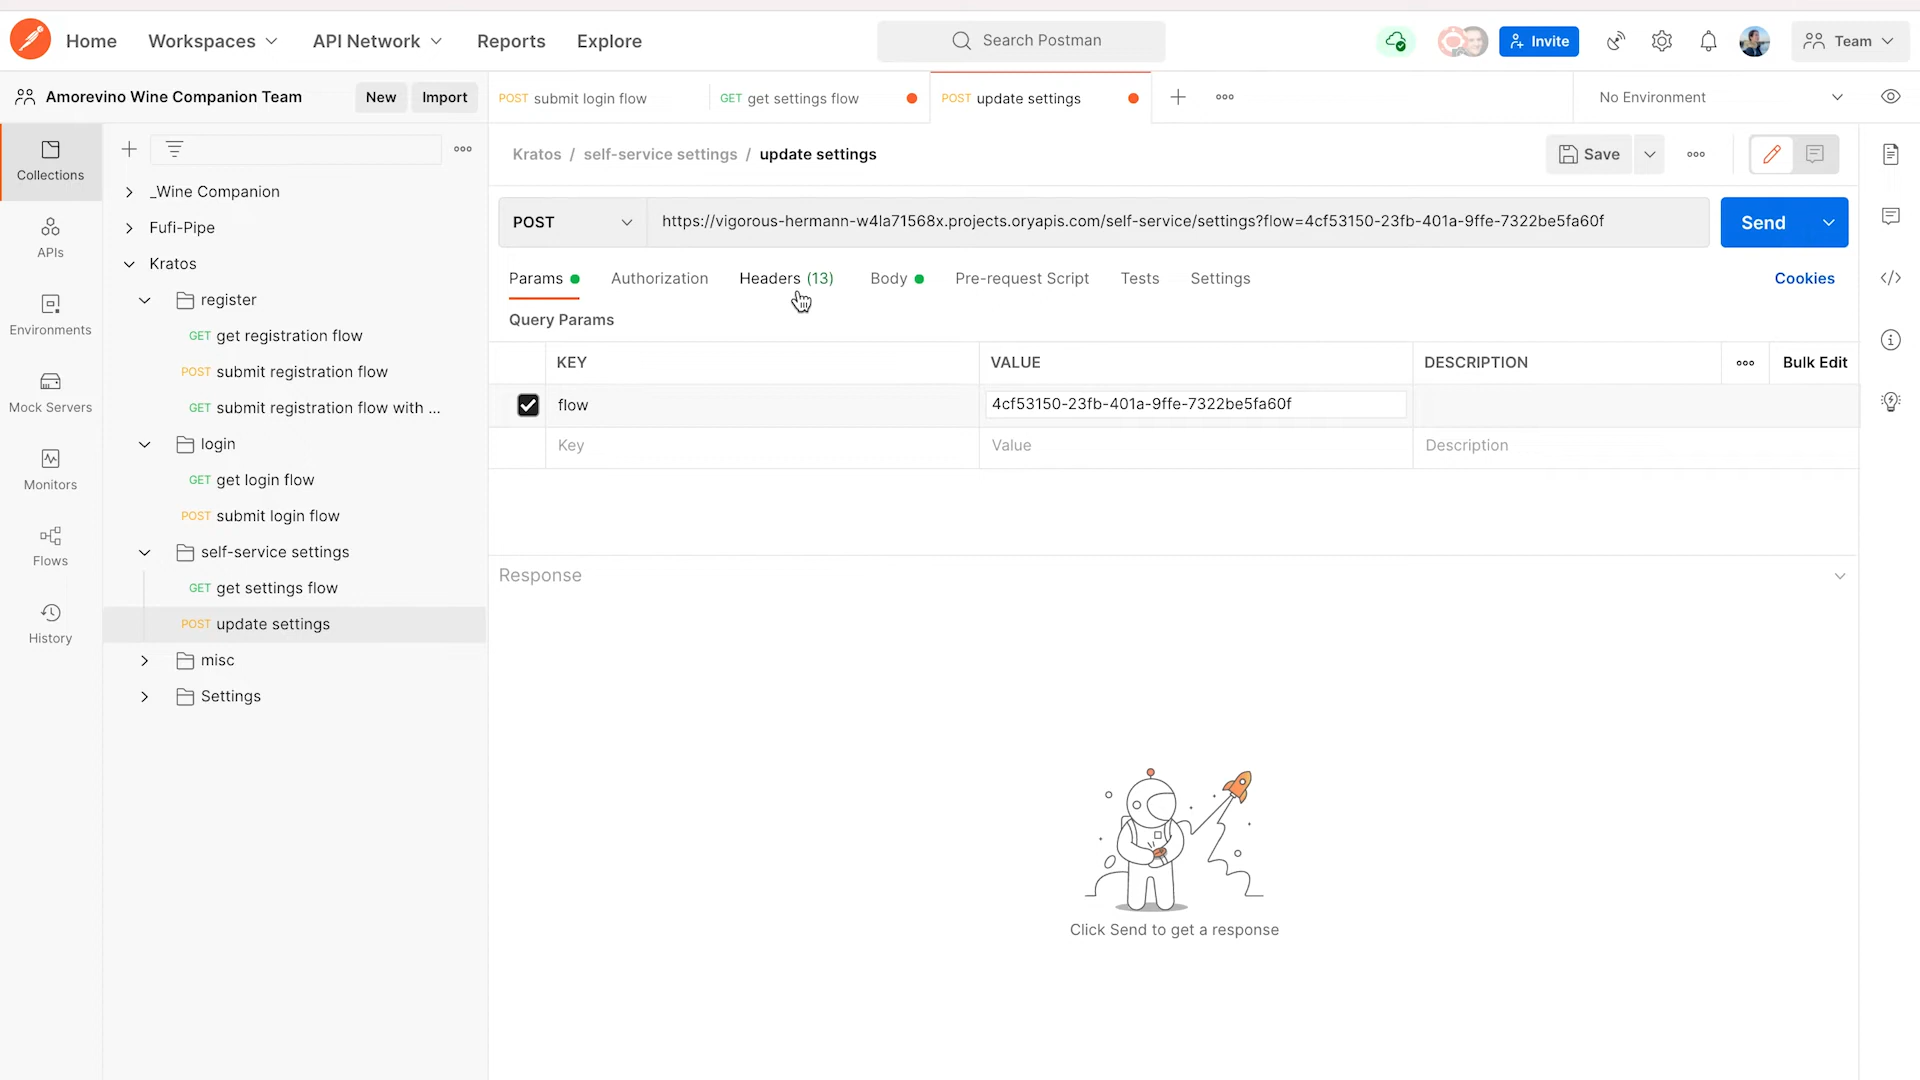 Home Workspaces API Network Reports Explore Search Postman Invite Team
Amorevino Wine Companion Team New Import POST submit login flow GET get settings flow POST update settings No Environment
Collections
APIs
Environments
Mock Servers
Monitors
Flows
History
_Wine Companion
Fufi-Pipe
Kratos
register
GET get registration flow
POST submit registration flow
GET submit registration flow with ...
login
GET get login flow
POST submit login flow
self-service settings
GET get settings flow
POST update settings
misc
Settings
Kratos / self-service settings / update settings Save
POST https://vigorous-hermann-w4la71568x.projects.oryapis.com/self-service/settings?flow=4cf53150-23fb-401a-9ffe-7322be5fa60f Send
Params Authorization Headers (13) Body Pre-request Script Tests Settings Cookies
Query Params
KEY VALUE DESCRIPTION Bulk Edit
flow 4cf53150-23fb-401a-9ffe-7322be5fa60f
Key Value Description
Response
Click Send to get a response